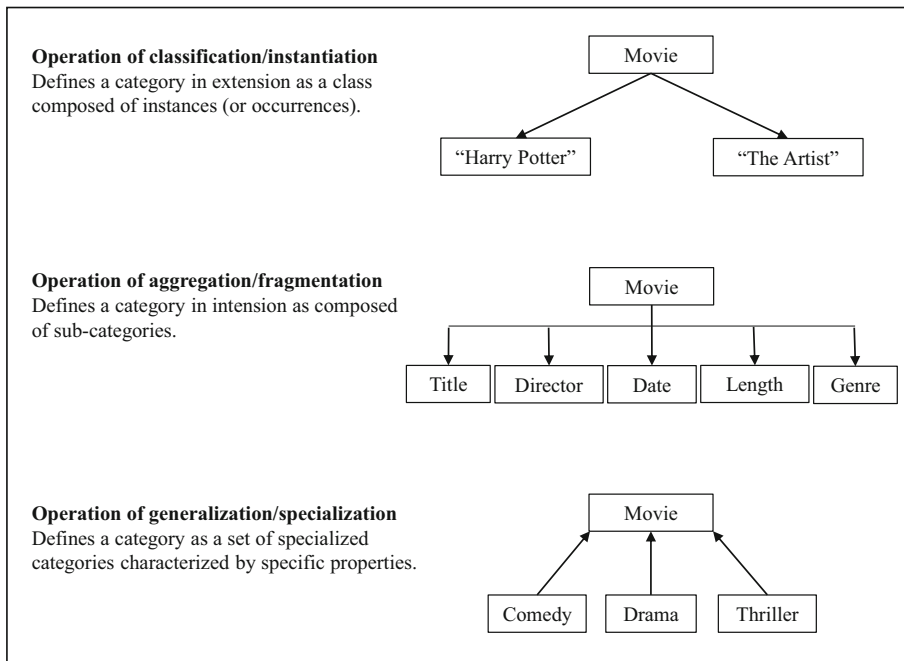 Operation of classification/instantiation
Defines a category in extension as a class
composed of instances (or occurrences).
Movie
“Harry Potter”
“The Artist”
Operation of aggregation/fragmentation
Defines a category in intension as composed
of sub-categories.
Movie
Title
Director
Date
Length
Genre
Operation of generalization/specialization
Defines a category as a set of specialized
categories characterized by specific properties.
Movie
Comedy
Drama
Thriller